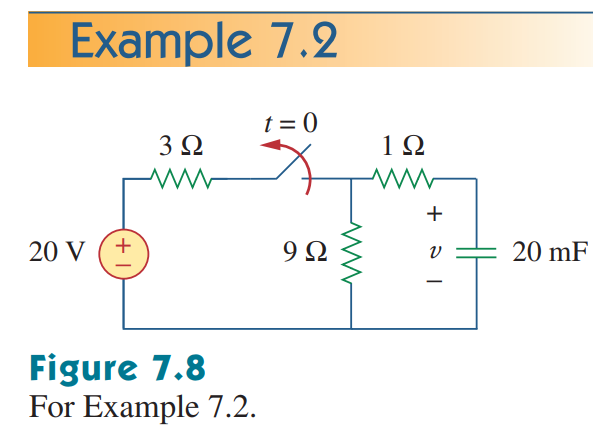 Example 7.2
t = 0
3 Ω
1 Ω
+
20 V
+
9 Ω
v
20 mF
–
–
Figure 7.8
For Example 7.2.